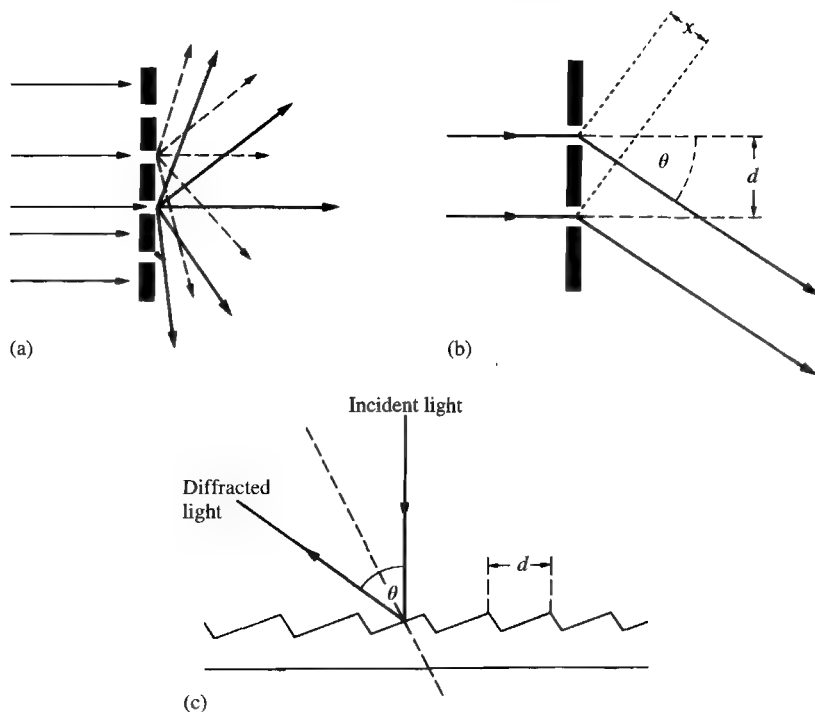 x
θ
d
(a)
(b)
Incident light
Diffracted
light
d
θ
(c)